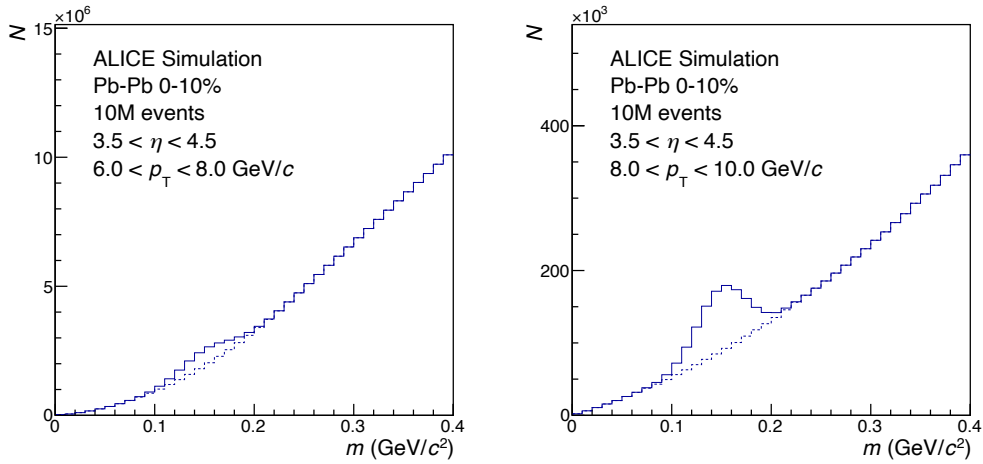 ×10⁶
N
15
10
5
0
ALICE Simulation
Pb-Pb 0-10%
10M events
3.5 < η < 4.5
6.0 < p_T < 8.0 GeV/c
0 0.1 0.2 0.3 0.4
m (GeV/c²)
×10³
N
400
200
0
ALICE Simulation
Pb-Pb 0-10%
10M events
3.5 < η < 4.5
8.0 < p_T < 10.0 GeV/c
0 0.1 0.2 0.3 0.4
m (GeV/c²)